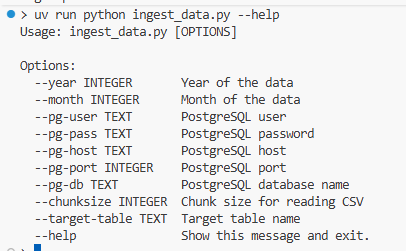 > uv run python ingest_data.py --help
Usage: ingest_data.py [OPTIONS]

Options:
  --year INTEGER       Year of the data
  --month INTEGER      Month of the data
  --pg-user TEXT       PostgreSQL user
  --pg-pass TEXT       PostgreSQL password
  --pg-host TEXT       PostgreSQL host
  --pg-port INTEGER    PostgreSQL port
  --pg-db TEXT         PostgreSQL database name
  --chunksize INTEGER  Chunk size for reading CSV
  --target-table TEXT  Target table name
  --help               Show this message and exit.
>